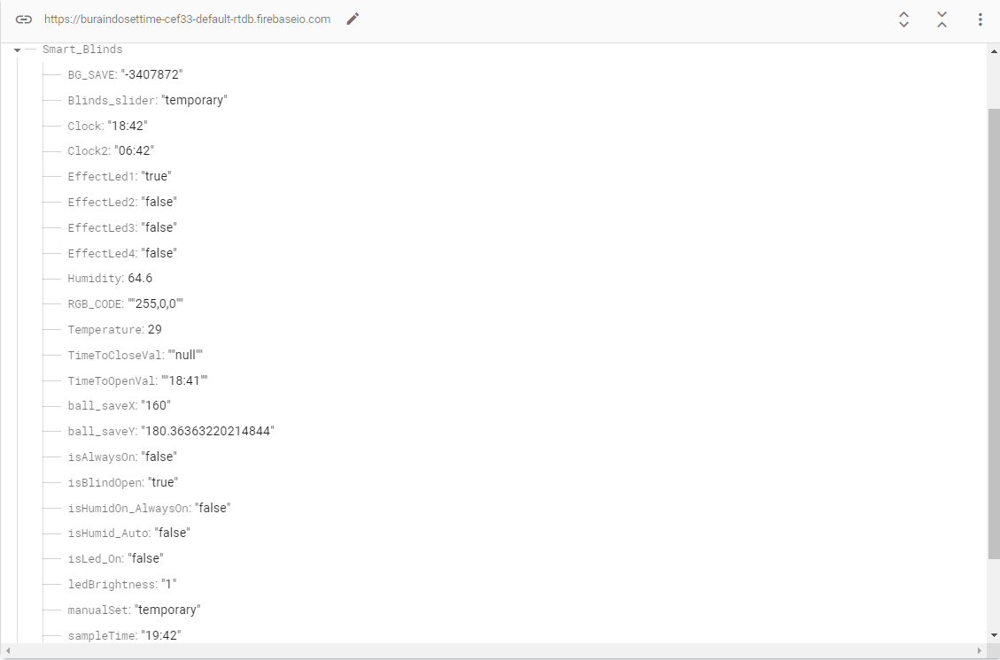 https://buraindosettime-cef33-default-rtdb.firebaseio.com
Smart_Blinds
BG_SAVE: "-3407872"
Blinds_slider: "temporary"
Clock: "18:42"
Clock2: "06:42"
EffectLed1: "true"
EffectLed2: "false"
EffectLed3: "false"
EffectLed4: "false"
Humidity: 64.6
RGB_CODE: ""255,0,0""
Temperature: 29
TimeToCloseVal: ""null""
TimeToOpenVal: ""18:41""
ball_saveX: "160"
ball_saveY: "180.36363220214844"
isAlwaysOn: "false"
isBlindOpen: "true"
isHumidOn_AlwaysOn: "false"
isHumid_Auto: "false"
isLed_On: "false"
ledBrightness: "1"
manualSet: "temporary"
sampleTime: "19:42"